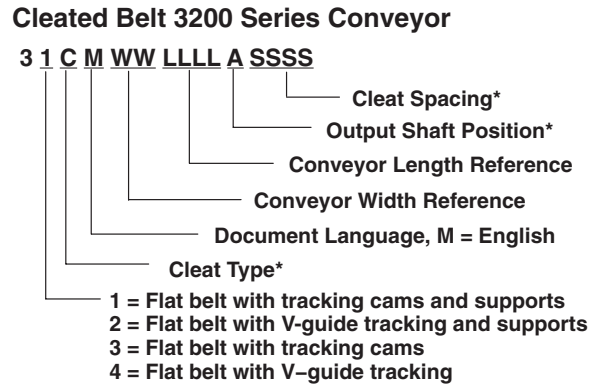 Cleated Belt 3200 Series Conveyor
3 1 C M WW LLLL A SSSS
Cleat Spacing*
Output Shaft Position*
Conveyor Length Reference
Conveyor Width Reference
Document Language, M = English
Cleat Type*
1 = Flat belt with tracking cams and supports
2 = Flat belt with V-guide tracking and supports
3 = Flat belt with tracking cams
4 = Flat belt with V−guide tracking